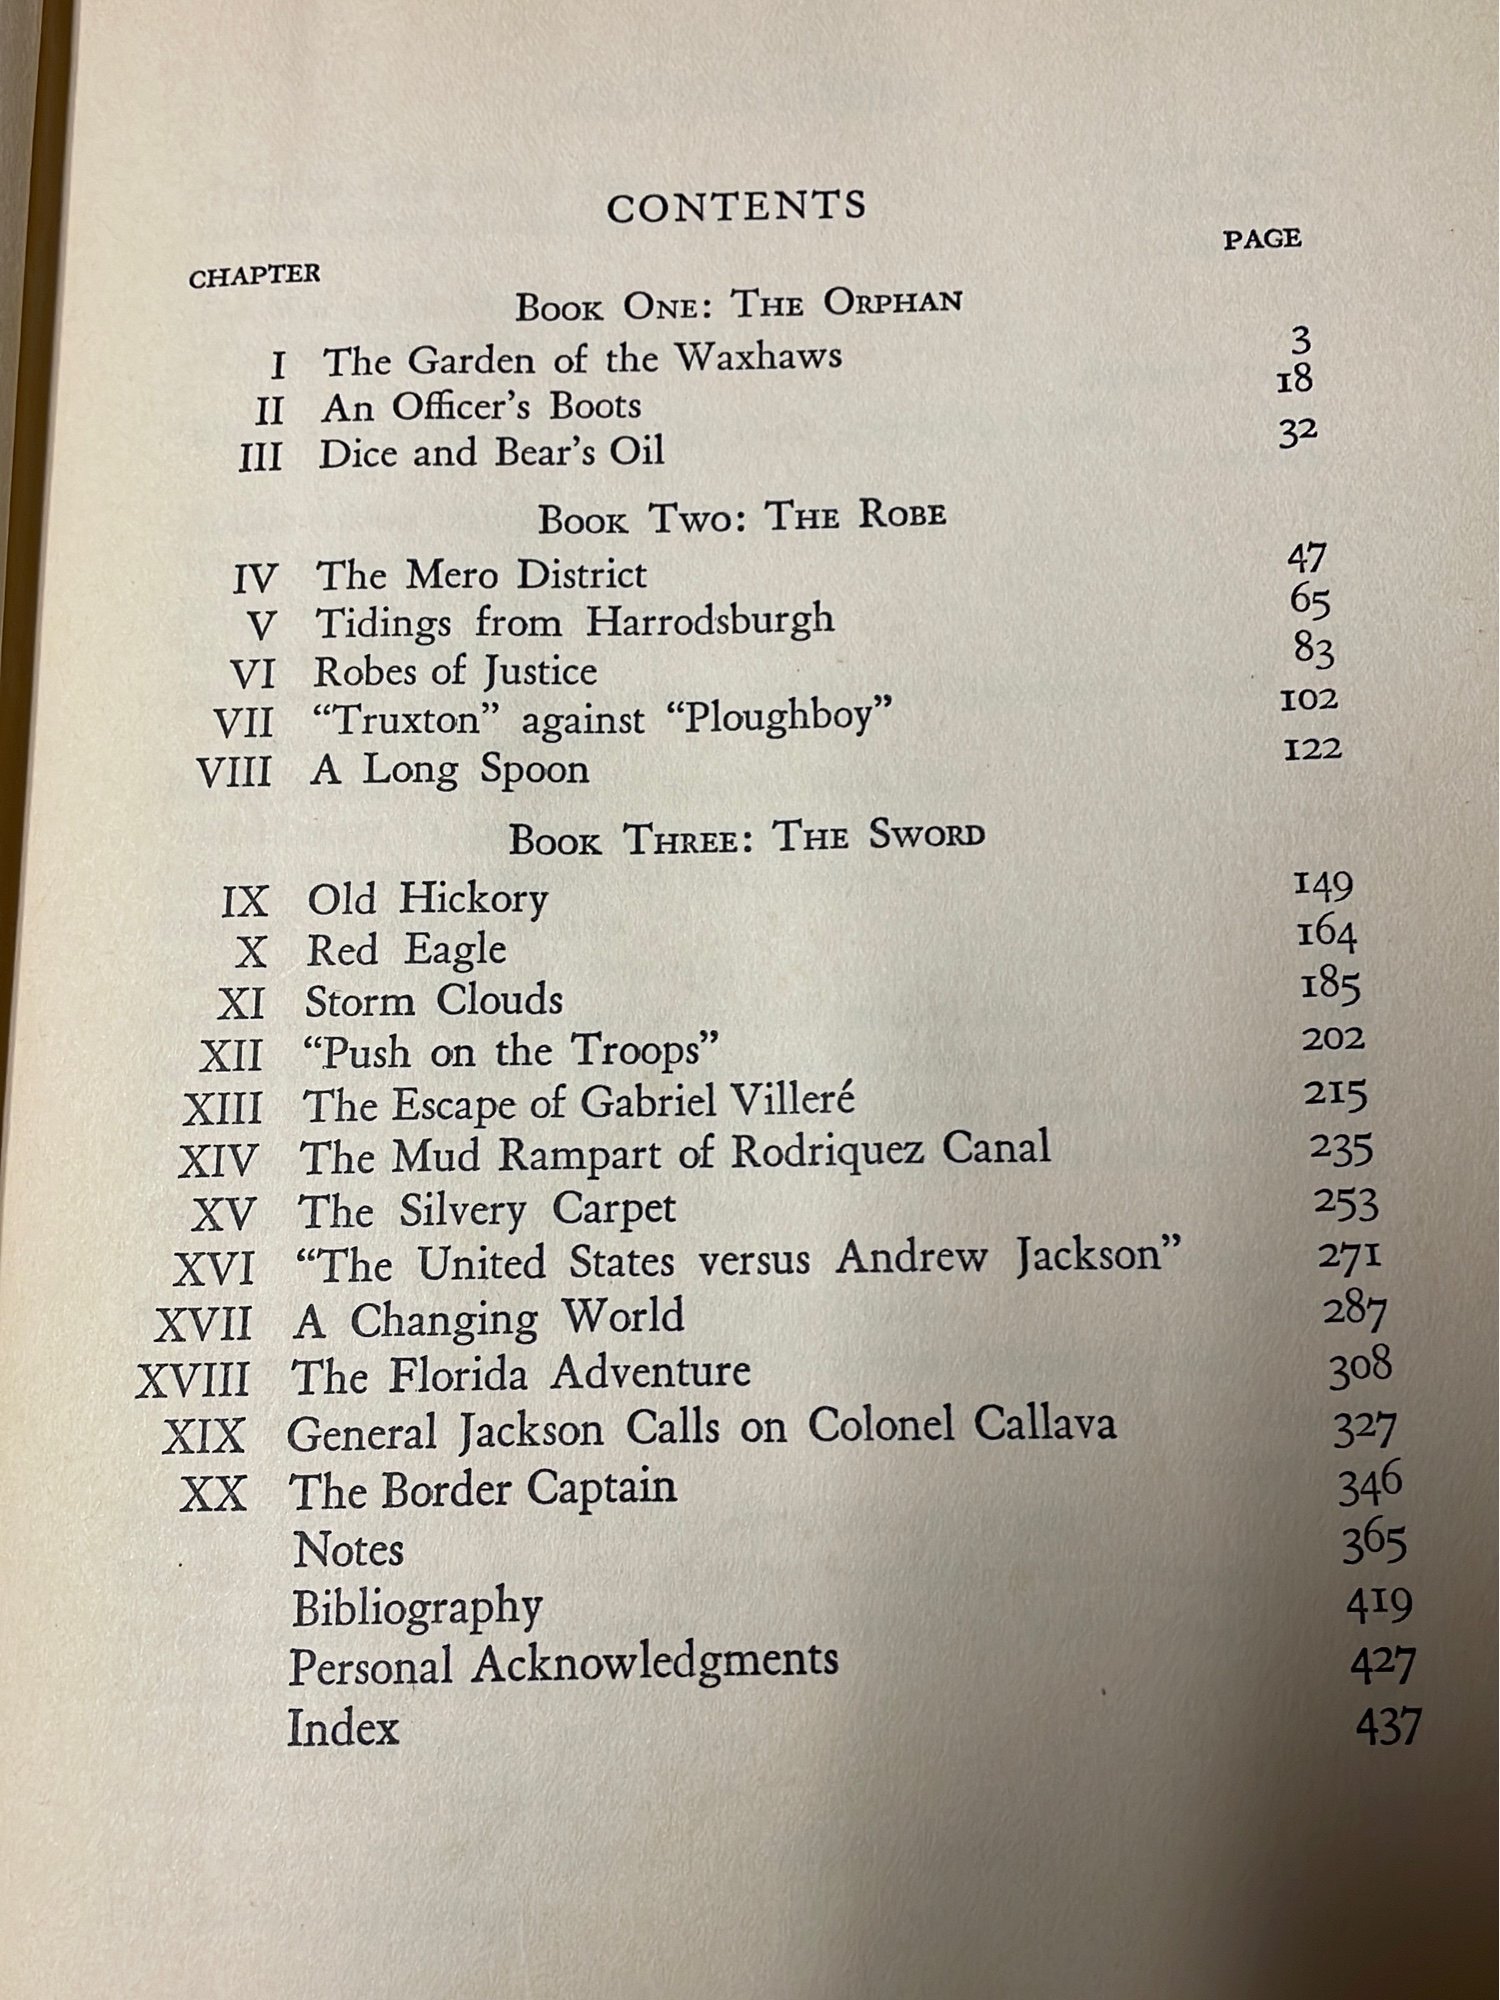 CONTENTS
CHAPTER PAGE
Book One: The Orphan
I The Garden of the Waxhaws 3
II An Officer's Boots 18
III Dice and Bear's Oil 32
Book Two: The Robe
IV The Mero District 47
V Tidings from Harrodsburgh 65
VI Robes of Justice 83
VII “Truxton” against “Ploughboy” 102
VIII A Long Spoon 122
Book Three: The Sword
IX Old Hickory 149
X Red Eagle 164
XI Storm Clouds 185
XII “Push on the Troops” 202
XIII The Escape of Gabriel Villeré 215
XIV The Mud Rampart of Rodriquez Canal 235
XV The Silvery Carpet 253
XVI “The United States versus Andrew Jackson” 271
XVII A Changing World 287
XVIII The Florida Adventure 308
XIX General Jackson Calls on Colonel Callava 327
XX The Border Captain 346
Notes 365
Bibliography 419
Personal Acknowledgments 427
Index 437